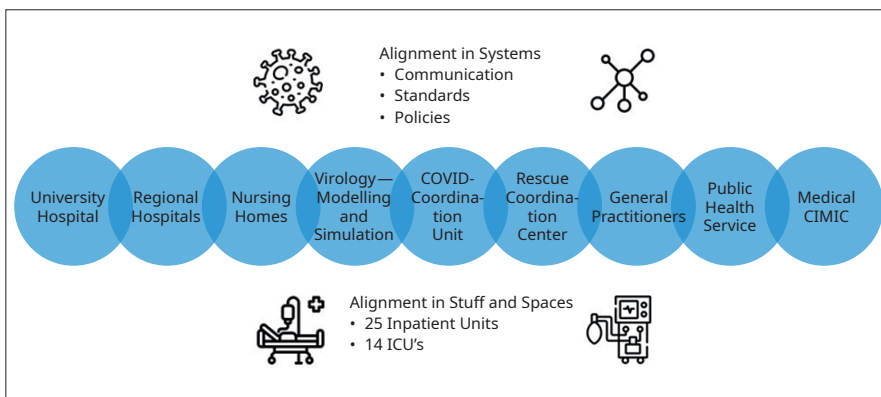 Alignment in Systems
• Communication
• Standards
• Policies
University
Hospital
Regional
Hospitals
Nursing
Homes
Virology—
Modelling
and
Simulation
COVID-
Coordina-
tion
Unit
Rescue
Coordina-
tion
Center
General
Practitioners
Public
Health
Service
Medical
CIMIC
Alignment in Stuff and Spaces
• 25 Inpatient Units
• 14 ICU's